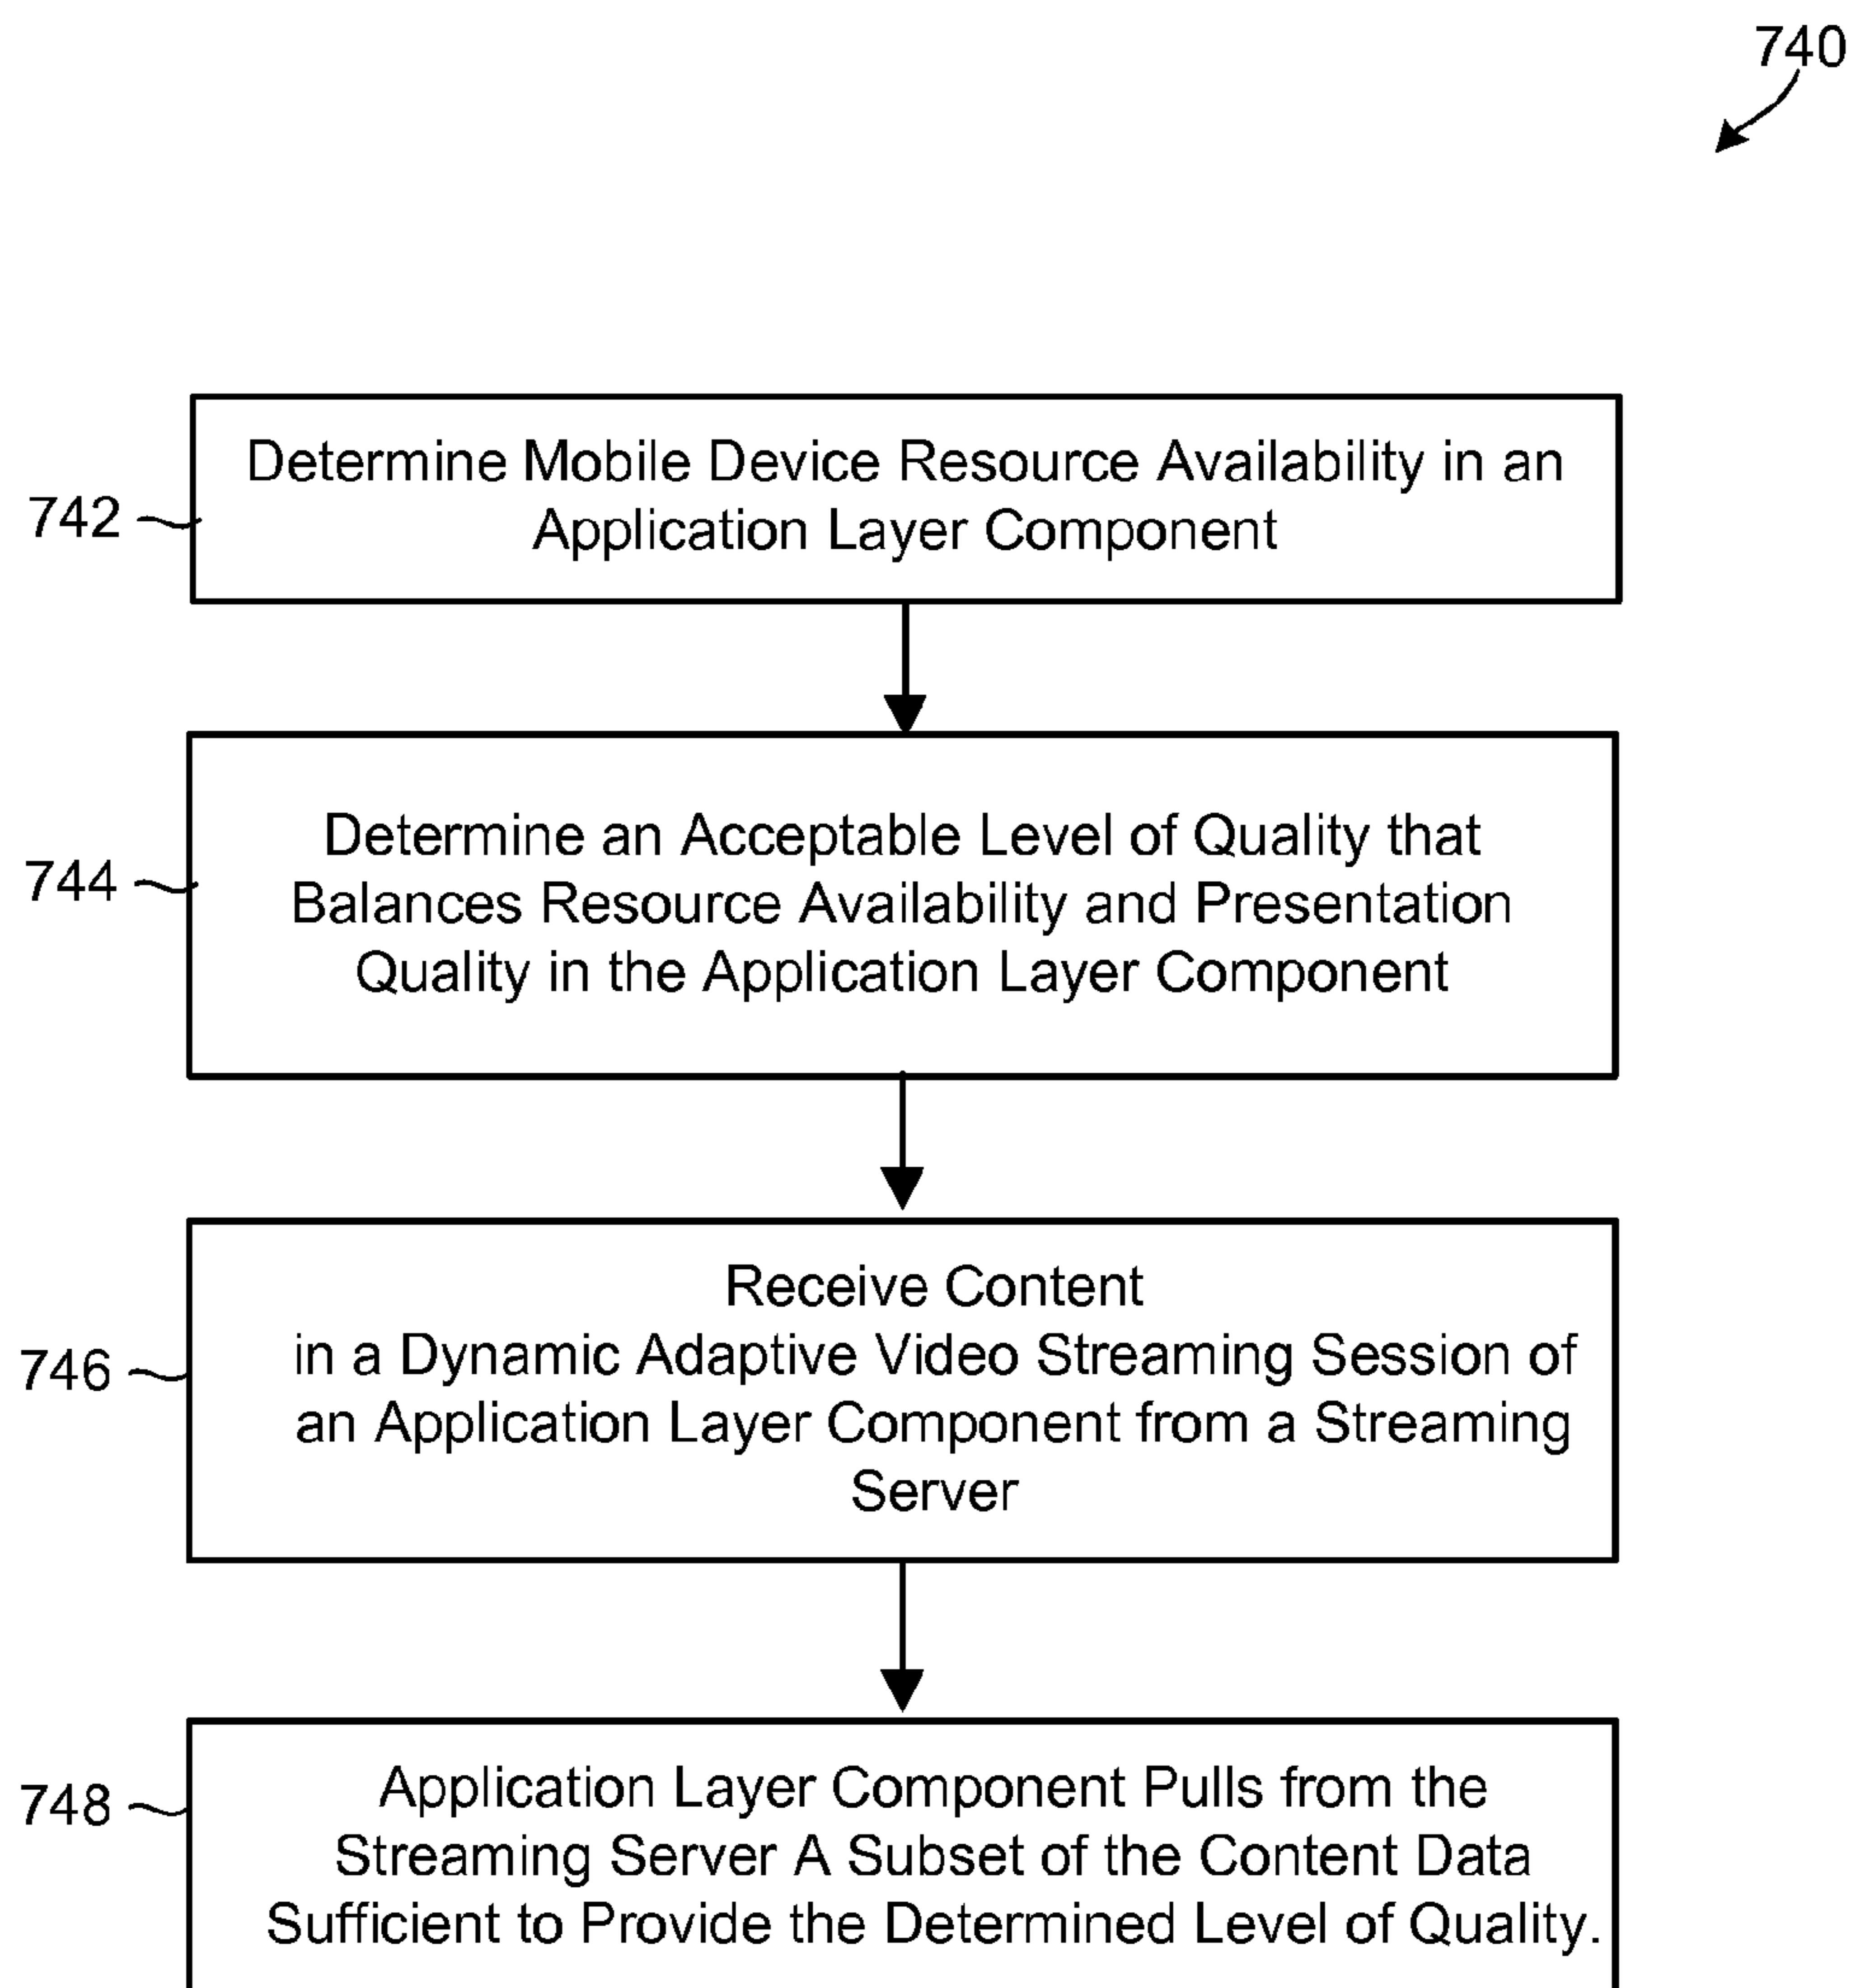 740
742
Determine Mobile Device Resource Availability in an
Application Layer Component
744
Determine an Acceptable Level of Quality that
Balances Resource Availability and Presentation
Quality in the Application Layer Component
746
Receive Content
in a Dynamic Adaptive Video Streaming Session of
an Application Layer Component from a Streaming
Server
748
Application Layer Component Pulls from the
Streaming Server A Subset of the Content Data
Sufficient to Provide the Determined Level of Quality.